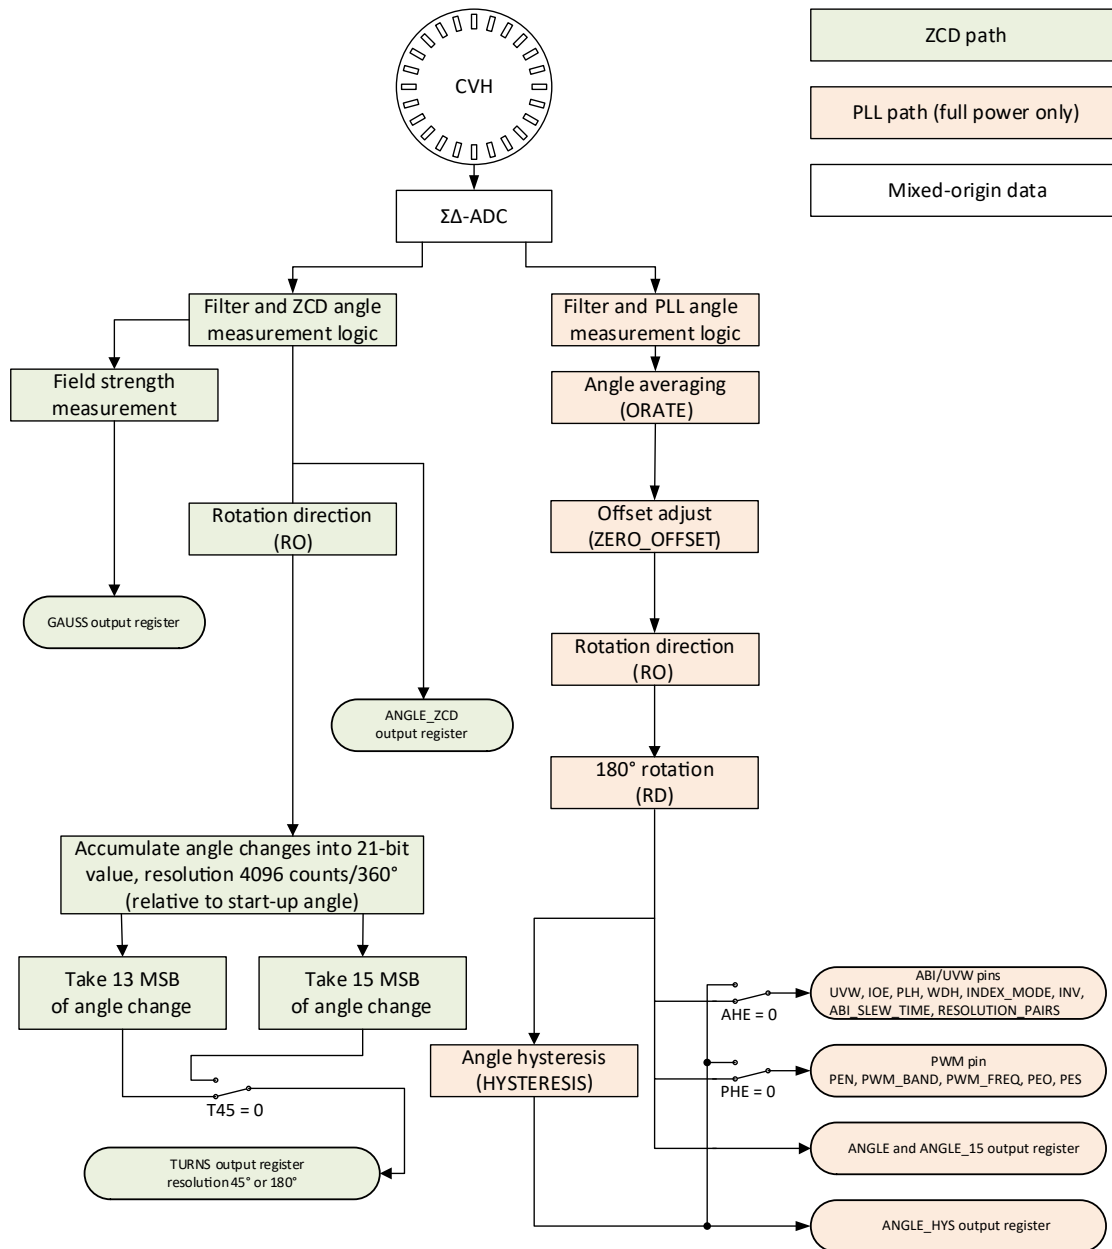 CVH
ZCD path
PLL path (full power only)
Mixed-origin data
ΣΔ-ADC
Filter and ZCD angle
measurement logic
Filter and PLL angle
measurement logic
Field strength
measurement
Angle averaging
(ORATE)
Rotation direction
(RO)
Offset adjust
(ZERO_OFFSET)
GAUSS output register
Rotation direction
(RO)
ANGLE_ZCD
output register
180° rotation
(RD)
Accumulate angle changes into 21-bit
value, resolution 4096 counts/360°
(relative to start-up angle)
Take 13 MSB
of angle change
Take 15 MSB
of angle change
ABI/UVW pins
UVW, IOE, PLH, WDH, INDEX_MODE, INV,
ABI_SLEW_TIME, RESOLUTION_PAIRS
AHE = 0
Angle hysteresis
(HYSTERESIS)
PWM pin
PEN, PWM_BAND, PWM_FREQ, PEO, PES
PHE = 0
T45 = 0
ANGLE and ANGLE_15 output register
TURNS output register
resolution 45° or 180°
ANGLE_HYS output register